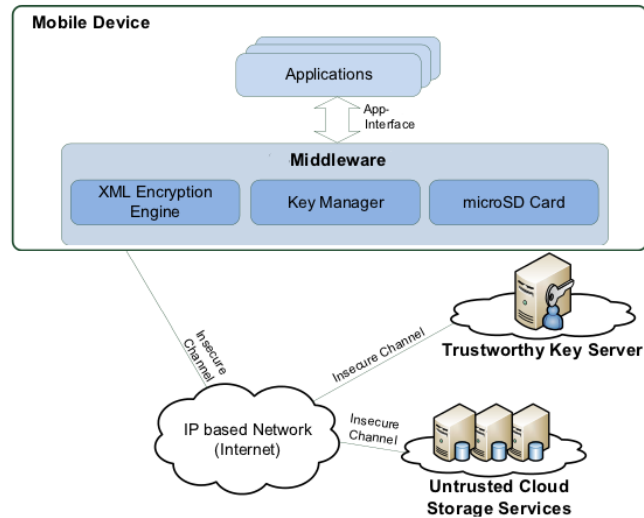 Mobile Device
Applications
App-
Interface
Middleware
XML Encryption
Engine
Key Manager
microSD Card
Insecure
Channel
Insecure Channel
Trustworthy Key Server
IP based Network
(Internet)
Insecure
Channel
Untrusted Cloud
Storage Services